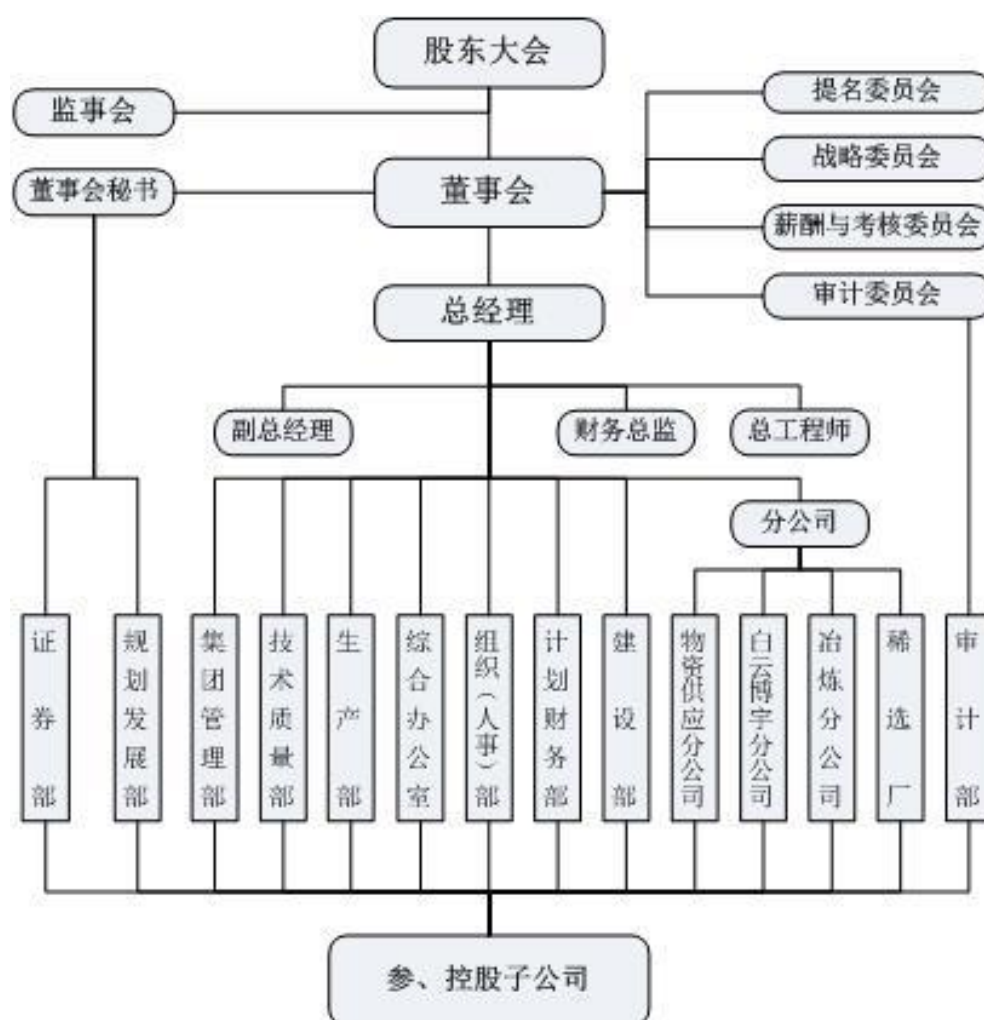 股东大会
监事会
提名委员会
战略委员会
董事会秘书
董事会
薪酬与考核委员会
审计委员会
总经理
副总经理
财务总监
总工程师
分公司
证券部
规划发展部
集团管理部
技术质量部
生产部
综合办公室
组织（人事）部
计划财务部
建设部
物资供应分公司
白云博宇分公司
冶炼分公司
稀选厂
审计部
参、控股子公司